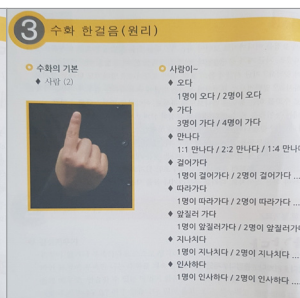 3 수화 한걸음(원리)
수화의 기본
♦ 사람 (2)
사람이~
♦ 오다
1명이 오다 / 2명이 오다
♦ 가다
3명이 가다 / 4명이 가다
♦ 만나다
1:1 만나다 / 2:2 만나다 / 1:4 만나
♦ 걸어가다
1명이 걸어가다 / 2명이 걸어가다 ...
♦ 따라가다
1명이 따라가다 / 2명이 따라가다 ...
♦ 앞질러 가다
1명이 앞질러가다 / 2명이 앞질러가
♦ 지나치다
1명이 지나치다 / 2명이 지나치다 ...
♦ 인사하다
1명이 인사하다 / 2명이 인사하다 ...